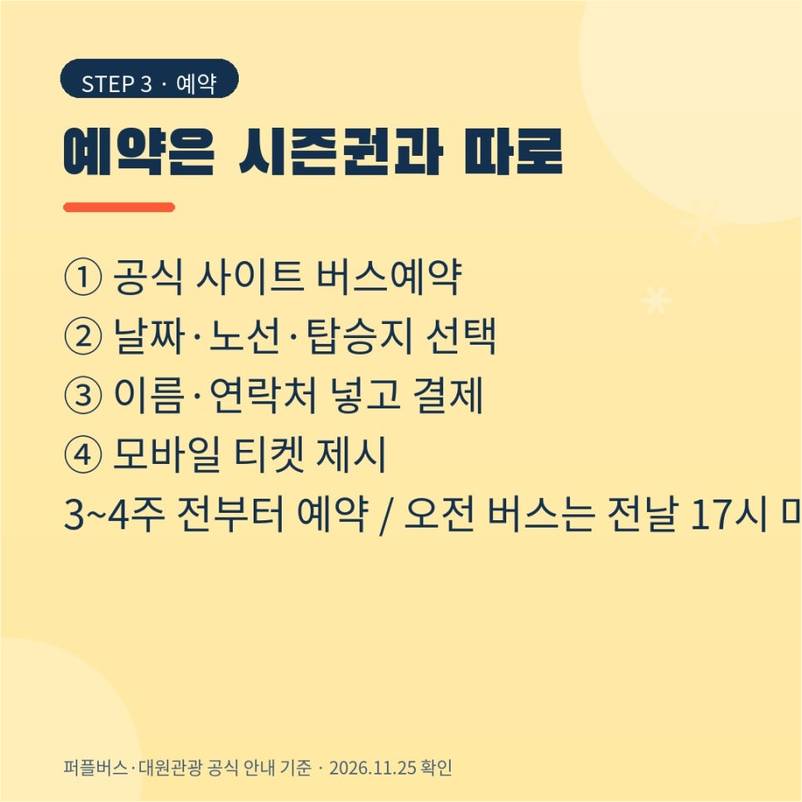 STEP 3 · 예약
예약은 시즌권과 따로
① 공식 사이트 버스예약
② 날짜·노선·탑승지 선택
③ 이름·연락처 넣고 결제
④ 모바일 티켓 제시
3~4주 전부터 예약 / 오전 버스는 전날 17시
퍼플버스·대원관광 공식 안내 기준 · 2026.11.25 확인